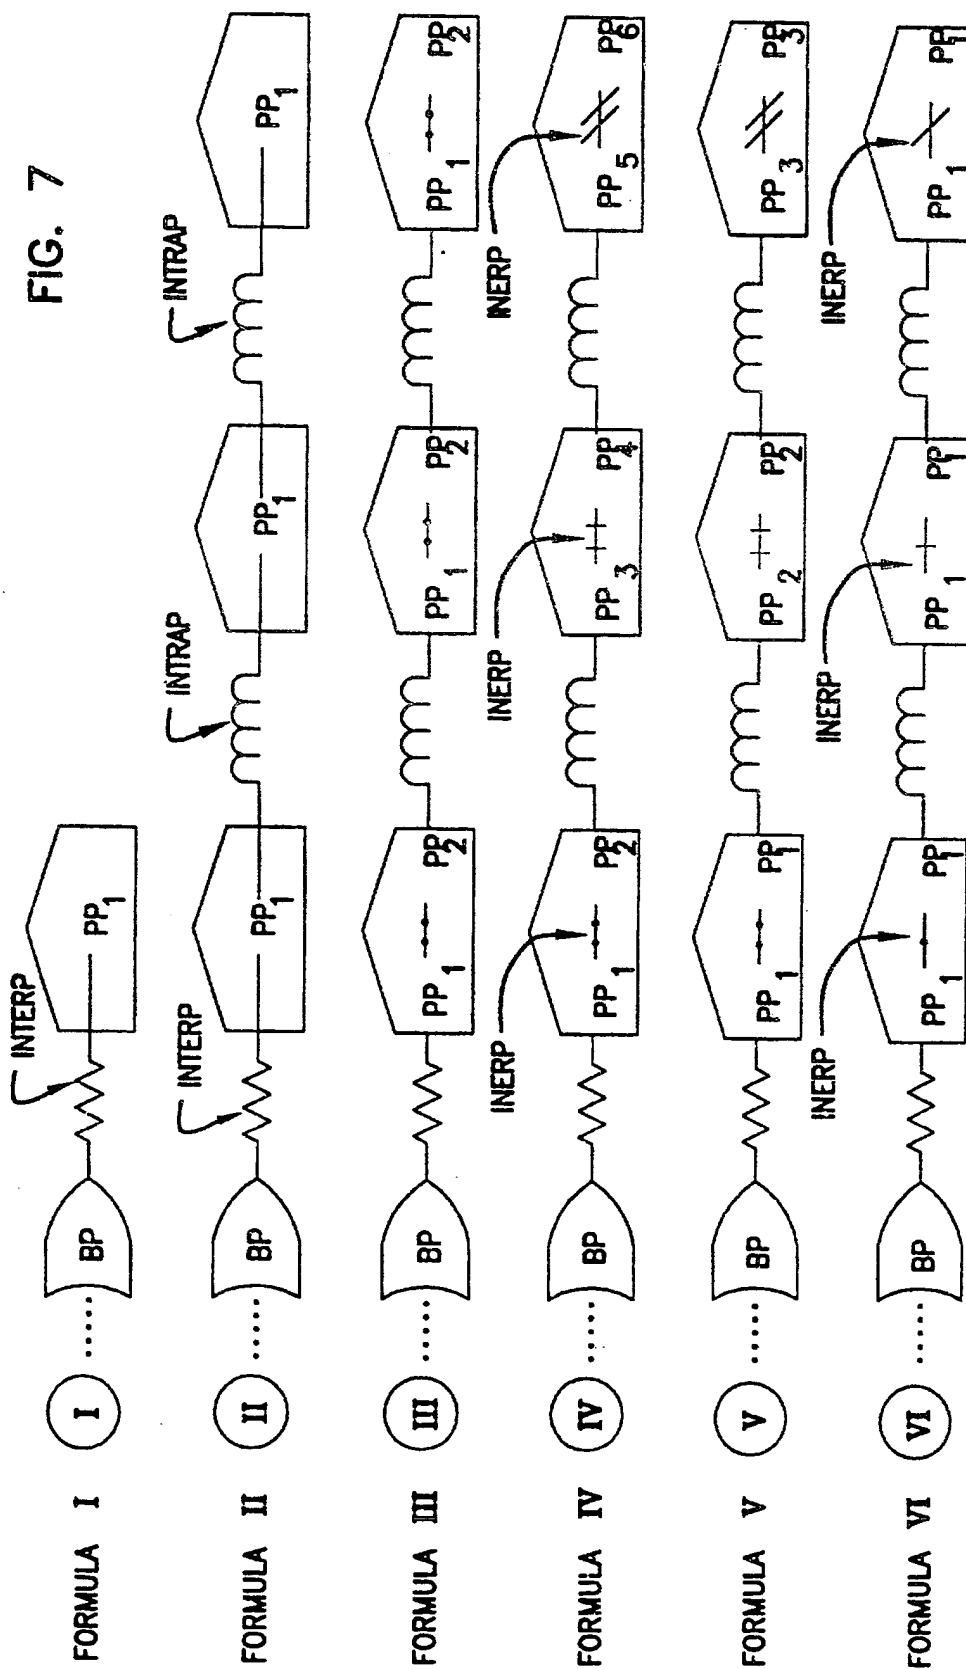 FIG. 7
FORMULA I I BP INTERP PP1
FORMULA II II BP INTERP PP1 INTRAP PP1 INTRAP PP1
FORMULA III III BP PP1 PP2 PP1 PP2 PP1 PP2
INERP INERP INERP
FORMULA IV IV BP PP1 PP2 PP3 PP4 PP5 PP6
FORMULA V V BP PP1 PP1 PP2 PP2 PP3 PP3
INERP INERP INERP
FORMULA VI VI BP PP1 PP1 PP1 PP1 PP1 PP1